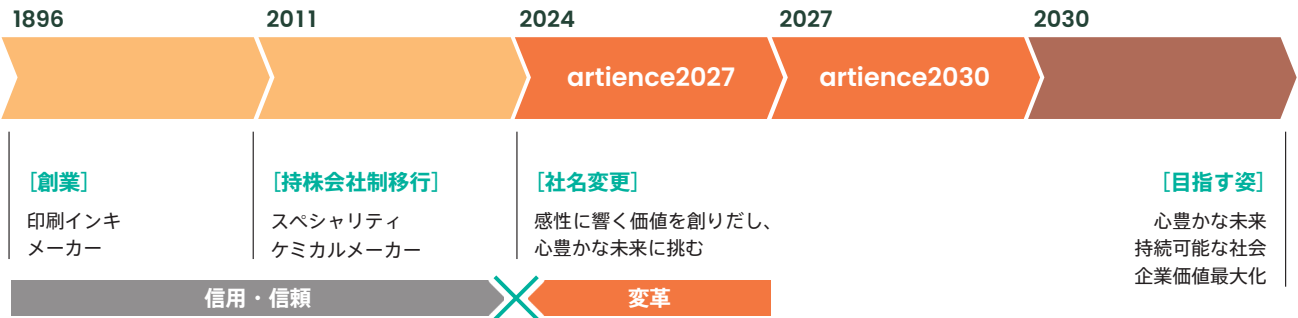 1896
2011
2024
2027
2030
artience2027
artience2030
［創業］
印刷インキ
メーカー
［持株会社制移行］
スペシャリティ
ケミカルメーカー
［社名変更］
感性に響く価値を創りだし、
心豊かな未来に挑む
［目指す姿］
心豊かな未来
持続可能な社会
企業価値最大化
信用・信頼
変革